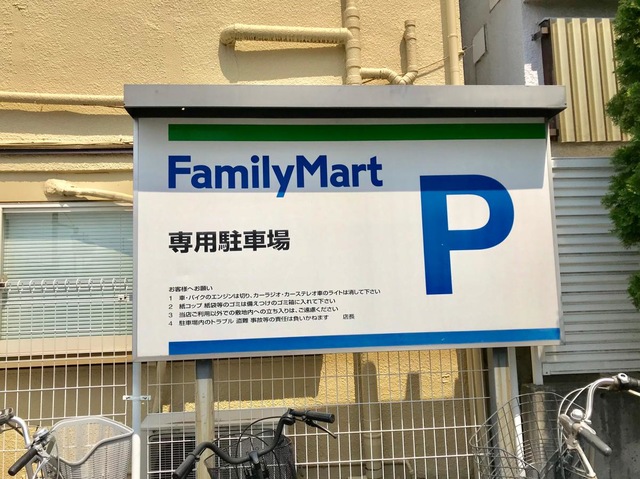 FamilyMart
P
専用駐車場
お客様へお願い
1 車・バイクのエンジンは切り、カーラジオ・カーステレオ車のライトは消して下さい
2 紙コップ 紙袋等のゴミは備えつけのゴミ箱に入れて下さい
3 当店ご利用以外での敷地内への立ち入りは、ご遠慮ください
4 駐車場内のトラブル 盗難 事故等の責任は負いかねます 店長